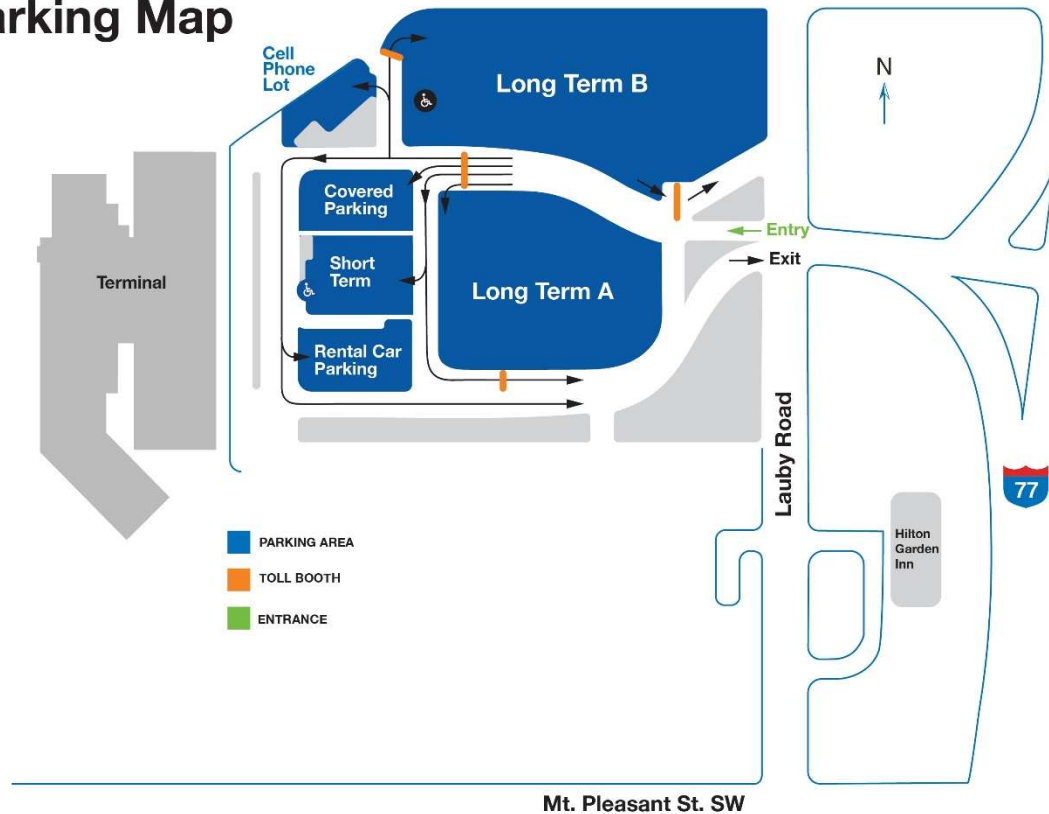 arking Map
Cell
Phone
Lot
Long Term B
N
Covered
Parking
Entry
Exit
Short
Term
Terminal
Long Term A
Rental Car
Parking
Lauby Road
77
Hilton
Garden
Inn
PARKING AREA
TOLL BOOTH
ENTRANCE
Mt. Pleasant St. SW